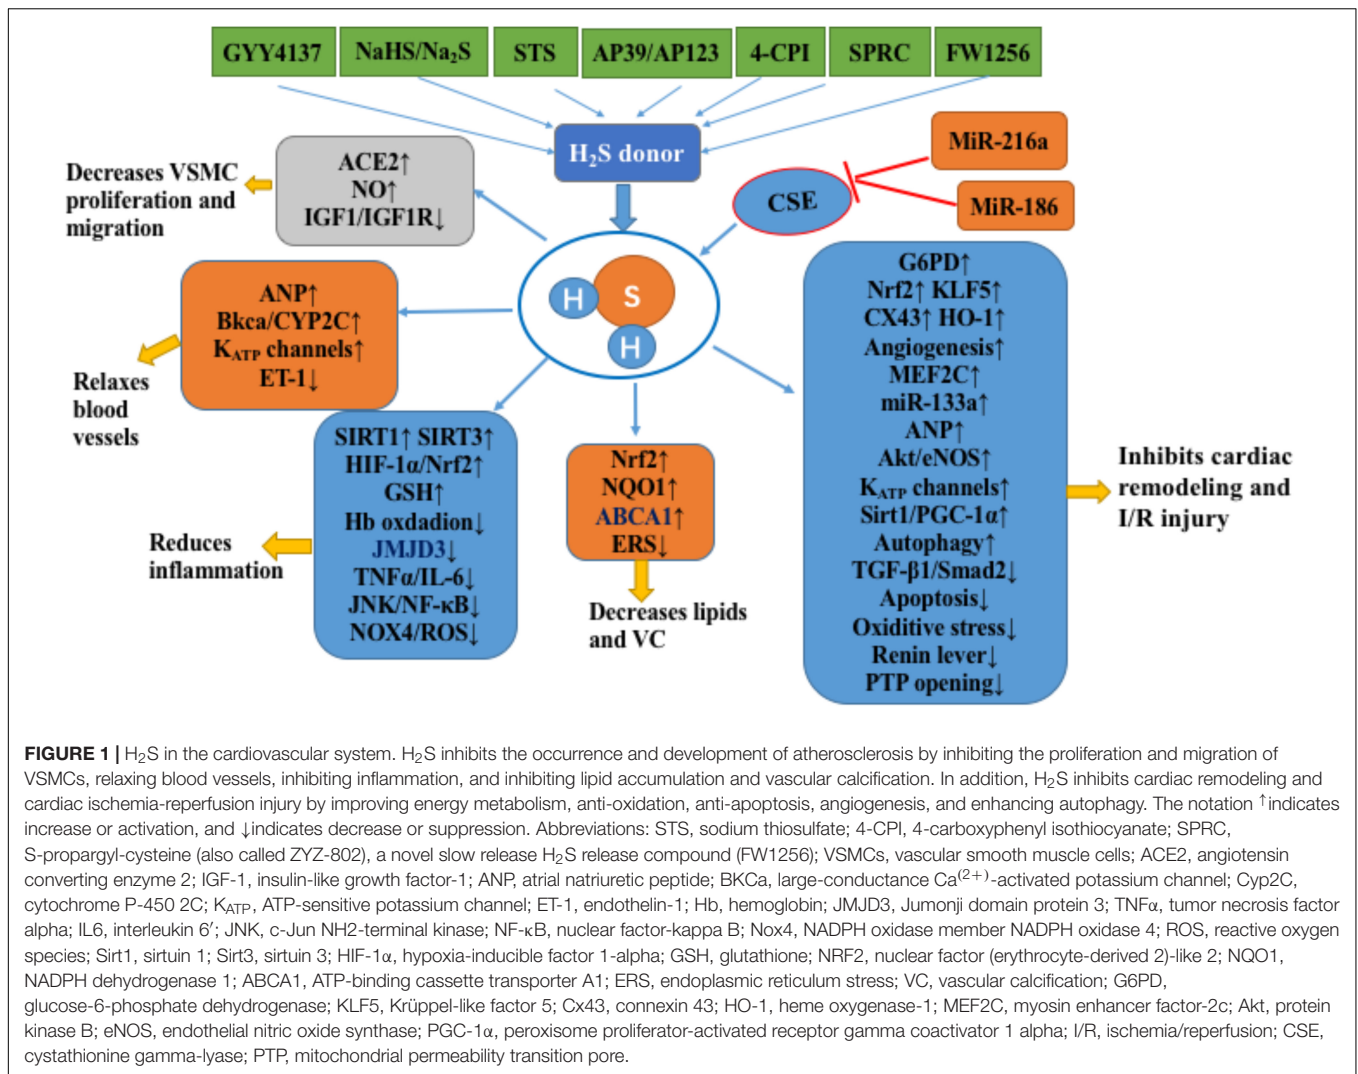 GYY4137
NaHS/Na₂S
STS
AP39/AP123
4-CPI
SPRC
FW1256
H₂S donor
MiR-216a
MiR-186
CSE
ACE2↑
NO↑
IGF1/IGF1R↓
Decreases VSMC
proliferation and
migration
H
S
H
ANP↑
Bkca/CYP2C↑
K_ATP channels↑
ET-1↓
Relaxes
blood
vessels
SIRT1↑ SIRT3↑
HIF-1α/Nrf2↑
GSH↑
Hb oxdadion↓
JMJD3↓
TNFα/IL-6↓
JNK/NF-κB↓
NOX4/ROS↓
Reduces
inflammation
Nrf2↑
NQO1↑
ABCA1↑
ERS↓
Decreases lipids
and VC
G6PD↑
Nrf2↑ KLF5↑
CX43↑ HO-1↑
Angiogenesis↑
MEF2C↑
miR-133a↑
ANP↑
Akt/eNOS↑
K_ATP channels↑
Sirt1/PGC-1α↑
Autophagy↑
TGF-β1/Smad2↓
Apoptosis↓
Oxiditive stress↓
Renin lever↓
PTP opening↓
Inhibits cardiac
remodeling and
I/R injury
FIGURE 1 | H₂S in the cardiovascular system. H₂S inhibits the occurrence and development of atherosclerosis by inhibiting the proliferation and migration of
VSMCs, relaxing blood vessels, inhibiting inflammation, and inhibiting lipid accumulation and vascular calcification. In addition, H₂S inhibits cardiac remodeling and
cardiac ischemia-reperfusion injury by improving energy metabolism, anti-oxidation, anti-apoptosis, angiogenesis, and enhancing autophagy. The notation ↑indicates
increase or activation, and ↓indicates decrease or suppression. Abbreviations: STS, sodium thiosulfate; 4-CPI, 4-carboxyphenyl isothiocyanate; SPRC,
S-propargyl-cysteine (also called ZYZ-802), a novel slow release H₂S release compound (FW1256); VSMCs, vascular smooth muscle cells; ACE2, angiotensin
converting enzyme 2; IGF-1, insulin-like growth factor-1; ANP, atrial natriuretic peptide; BKCa, large-conductance Ca⁽²⁺⁾-activated potassium channel; Cyp2C,
cytochrome P-450 2C; K_ATP, ATP-sensitive potassium channel; ET-1, endothelin-1; Hb, hemoglobin; JMJD3, Jumonji domain protein 3; TNFα, tumor necrosis factor
alpha; IL6, interleukin 6′; JNK, c-Jun NH2-terminal kinase; NF-κB, nuclear factor-kappa B; Nox4, NADPH oxidase member NADPH oxidase 4; ROS, reactive oxygen
species; Sirt1, sirtuin 1; Sirt3, sirtuin 3; HIF-1α, hypoxia-inducible factor 1-alpha; GSH, glutathione; NRF2, nuclear factor (erythrocyte-derived 2)-like 2; NQO1,
NADPH dehydrogenase 1; ABCA1, ATP-binding cassette transporter A1; ERS, endoplasmic reticulum stress; VC, vascular calcification; G6PD,
glucose-6-phosphate dehydrogenase; KLF5, Krüppel-like factor 5; Cx43, connexin 43; HO-1, heme oxygenase-1; MEF2C, myosin enhancer factor-2c; Akt, protein
kinase B; eNOS, endothelial nitric oxide synthase; PGC-1α, peroxisome proliferator-activated receptor gamma coactivator 1 alpha; I/R, ischemia/reperfusion; CSE,
cystathionine gamma-lyase; PTP, mitochondrial permeability transition pore.